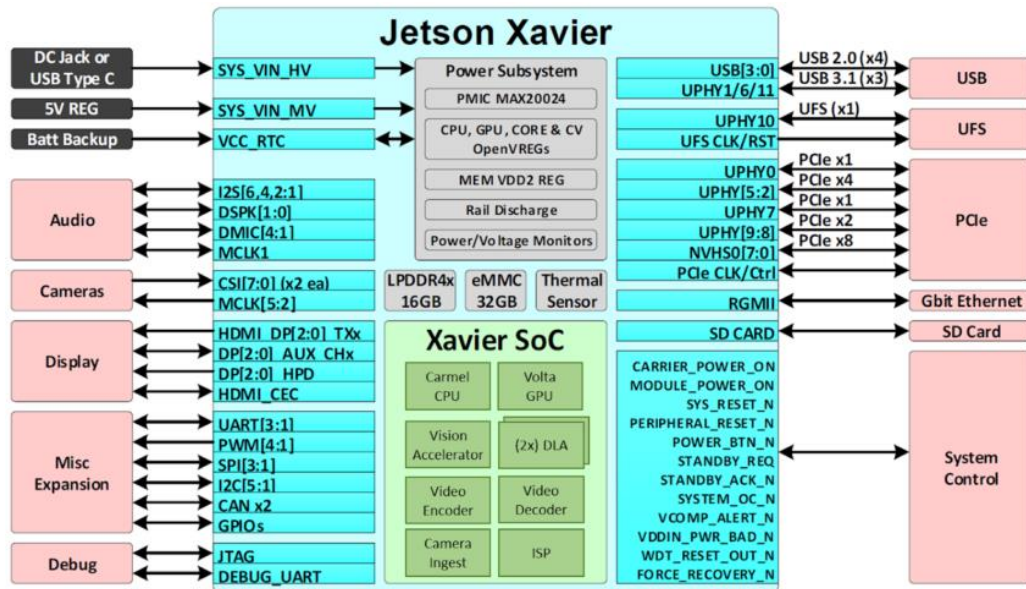 Jetson Xavier
DC Jack or
USB Type C
5V REG
Batt Backup
Audio
Cameras
Display
Misc
Expansion
Debug
SYS_VIN_HV
SYS_VIN_MV
VCC_RTC
I2S[6,4,2:1]
DSPK[1:0]
DMIC[4:1]
MCLK1
CSI[7:0] (x2 ea)
MCLK[5:2]
HDMI_DP[2:0]_TXx
DP[2:0]_AUX_CHx
DP[2:0]_HPD
HDMI_CEC
UART[3:1]
PWM[4:1]
SPI[3:1]
I2C[5:1]
CAN x2
GPIOs
JTAG
DEBUG_UART
Power Subsystem
PMIC MAX20024
CPU, GPU, CORE & CV
OpenVREGs
MEM VDD2 REG
Rail Discharge
Power/Voltage Monitors
LPDDR4x
16GB
eMMC
32GB
Thermal
Sensor
Xavier SoC
Carmel
CPU
Volta
GPU
Vision
Accelerator
(2x) DLA
Video
Encoder
Video
Decoder
Camera
Ingest
ISP
USB[3:0]
UPHY1/6/11
UPHY10
UFS CLK/RST
UPHY0
UPHY[5:2]
UPHY7
UPHY[9:8]
NVHS0[7:0]
PCIe CLK/Ctrl
RGMII
SD CARD
CARRIER_POWER_ON
MODULE_POWER_ON
SYS_RESET_N
PERIPHERAL_RESET_N
POWER_BTN_N
STANDBY_REQ
STANDBY_ACK_N
SYSTEM_OC_N
VCOMP_ALERT_N
VDDIN_PWR_BAD_N
WDT_RESET_OUT_N
FORCE_RECOVERY_N
USB 2.0 (x4)
USB 3.1 (x3)
UFS (x1)
PCIe x1
PCIe x4
PCIe x1
PCIe x2
PCIe x8
USB
UFS
PCIe
Gbit Ethernet
SD Card
System
Control